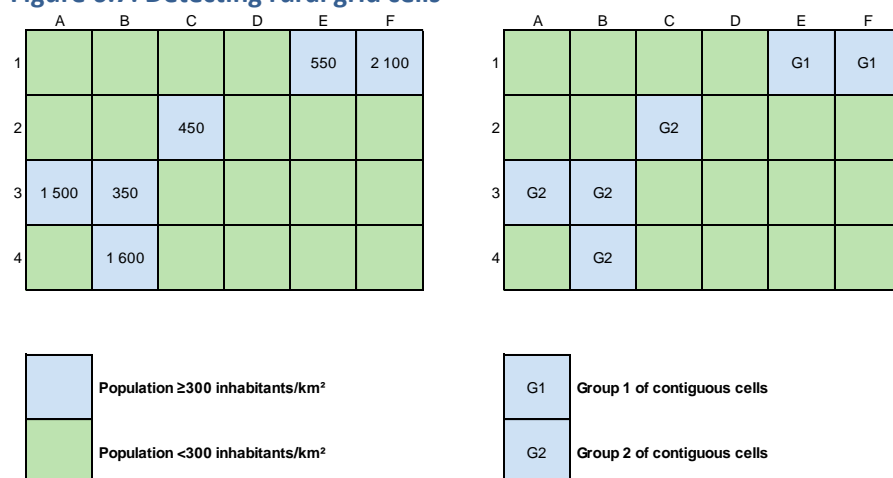 Figure Detecting rural grid cells
A B C D E F
1 550 2 100
2 450
3 1 500 350
4 1 600
A B C D E F
1 G1 G1
2 G2
3 G2 G2
4 G2
Population ≥300 inhabitants/km²
Population <300 inhabitants/km²
G1 Group 1 of contiguous cells
G2 Group 2 of contiguous cells